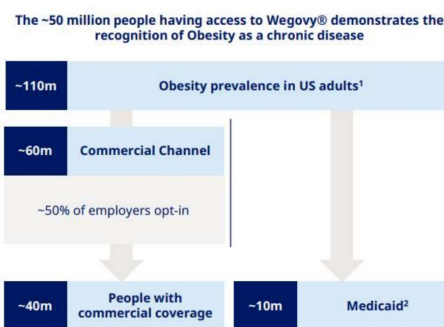 The ~50 million people having access to Wegovy® demonstrates the
recognition of Obesity as a chronic disease
~110m Obesity prevalence in US adults¹
~60m Commercial Channel
~50% of employers opt-in
~40m People with
commercial coverage
~10m Medicaid²